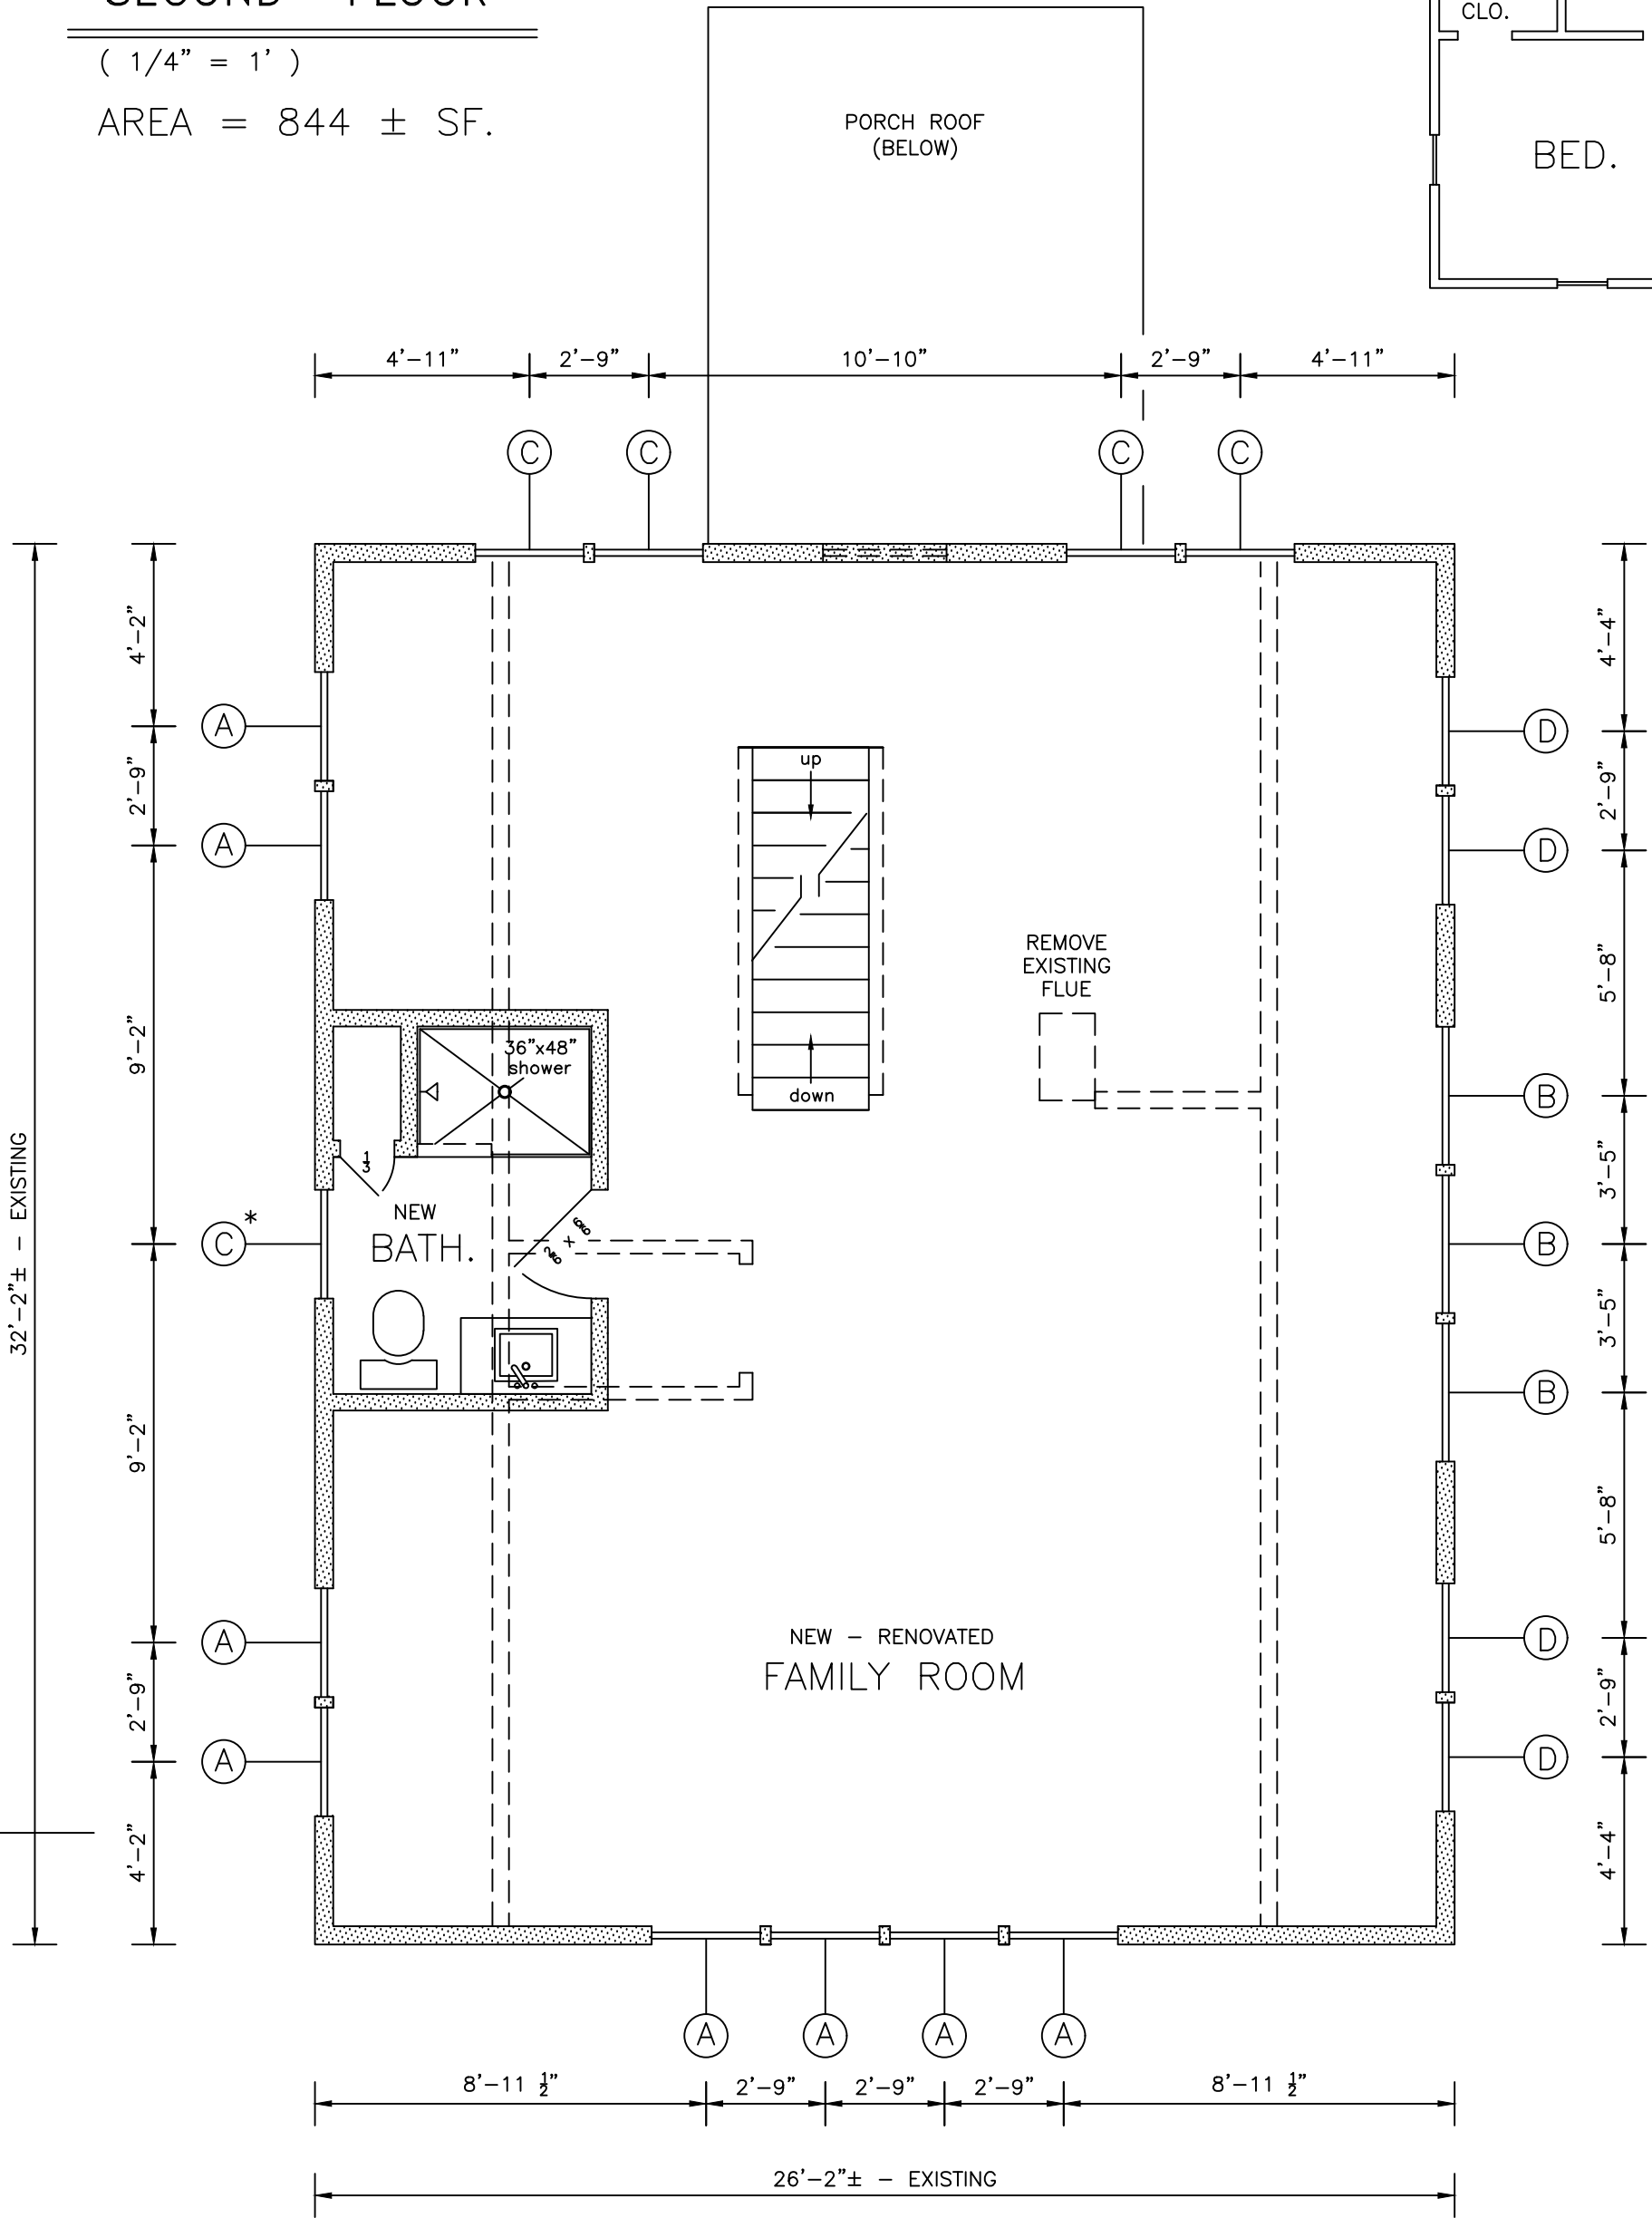 SECOND FLOOR
( 1/4" = 1' )
AREA = 844 ± SF.
PORCH ROOF
(BELOW)
CLO.
BED.
4'-11"
2'-9"
10'-10"
2'-9"
4'-11"
C
C
C
C
4'-2"
2'-9"
9'-2"
9'-2"
2'-9"
4'-2"
32'-2"± - EXISTING
A
A
C*
A
A
up
down
REMOVE
EXISTING
FLUE
36"x48"
shower
1/3
NEW
BATH.
NEW - RENOVATED
FAMILY ROOM
D
D
B
B
B
D
D
4'-4"
2'-9"
5'-8"
3'-5"
3'-5"
5'-8"
2'-9"
4'-4"
A
A
A
A
8'-11 1/2"
2'-9"
2'-9"
2'-9"
8'-11 1/2"
26'-2"± - EXISTING